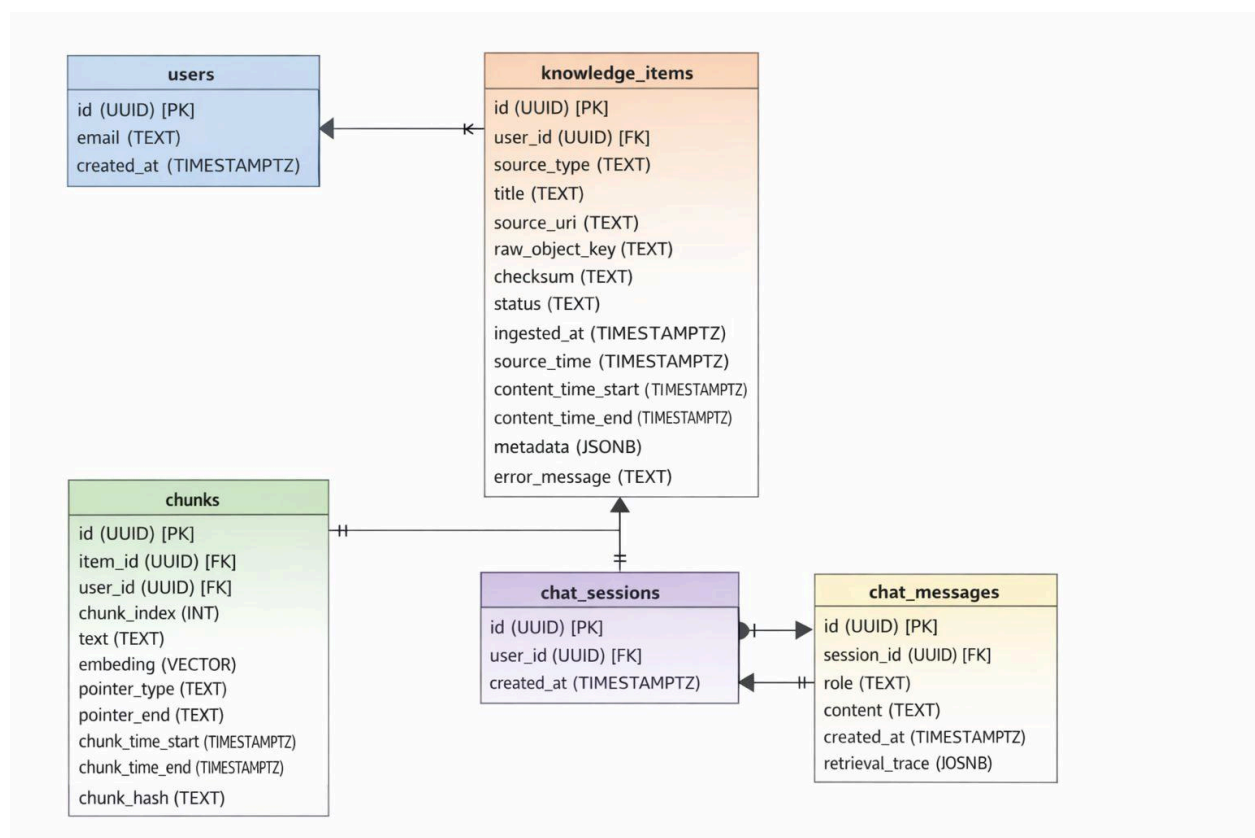 users
id (UUID) [PK]
email (TEXT)
created_at (TIMESTAMPTZ)
knowledge_items
id (UUID) [PK]
user_id (UUID) [FK]
source_type (TEXT)
title (TEXT)
source_uri (TEXT)
raw_object_key (TEXT)
checksum (TEXT)
status (TEXT)
ingested_at (TIMESTAMPTZ)
source_time (TIMESTAMPTZ)
content_time_start (TIMESTAMPTZ)
content_time_end (TIMESTAMPTZ)
metadata (JSONB)
error_message (TEXT)
chunks
id (UUID) [PK]
item_id (UUID) [FK]
user_id (UUID) [FK]
chunk_index (INT)
text (TEXT)
embeding (VECTOR)
pointer_type (TEXT)
pointer_end (TEXT)
chunk_time_start (TIMESTAMPTZ)
chunk_time_end (TIMESTAMPTZ)
chunk_hash (TEXT)
chat_sessions
id (UUID) [PK]
user_id (UUID) [FK]
created_at (TIMESTAMPTZ)
chat_messages
id (UUID) [PK]
session_id (UUID) [FK]
role (TEXT)
content (TEXT)
created_at (TIMESTAMPTZ)
retrieval_trace (JOSNB)